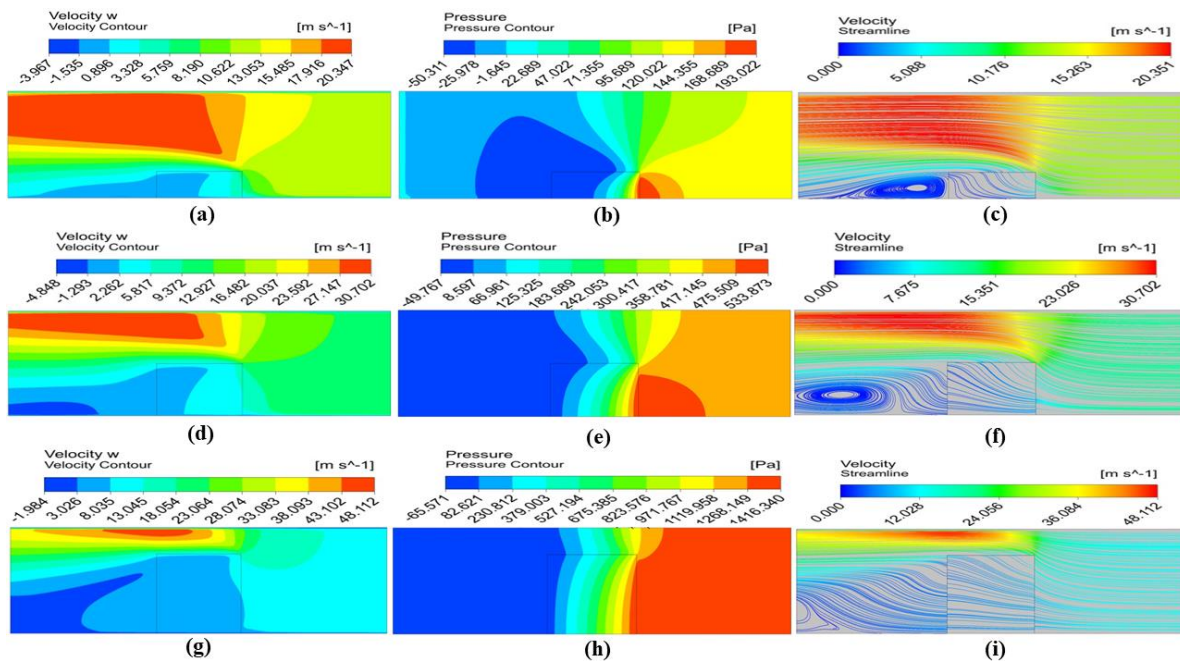 Velocity w
Velocity Contour [m s^-1]
-3.967 -1.535 0.896 3.328 5.759 8.190 10.622 13.053 15.485 17.916 20.347
(a)
Pressure
Pressure Contour [Pa]
-50.311 -25.978 -1.645 22.689 47.022 71.355 95.689 120.022 144.355 168.689 193.022
(b)
Velocity
Streamline [m s^-1]
0.000 5.088 10.176 15.263 20.351
(c)
Velocity w
Velocity Contour [m s^-1]
-4.848 -1.293 2.262 5.817 9.372 12.927 16.482 20.037 23.592 27.147 30.702
(d)
Pressure
Pressure Contour [Pa]
-49.767 8.597 66.961 125.325 183.689 242.053 300.417 358.781 417.145 475.509 533.873
(e)
Velocity
Streamline [m s^-1]
0.000 7.675 15.351 23.026 30.702
(f)
Velocity w
Velocity Contour [m s^-1]
-1.984 3.026 8.035 13.045 18.054 23.064 28.074 33.083 38.093 43.102 48.112
(g)
Pressure
Pressure Contour [Pa]
-65.571 82.621 230.812 379.003 527.194 675.385 823.576 971.767 1119.958 1268.149 1416.340
(h)
Velocity
Streamline [m s^-1]
0.000 12.028 24.056 36.084 48.112
(i)